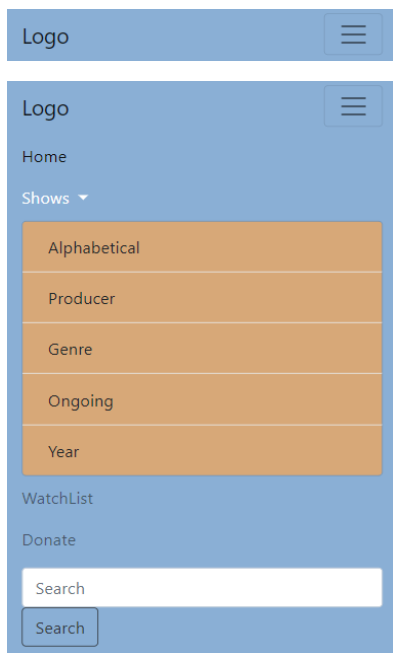 Logo
Logo
Home
Shows
Alphabetical
Producer
Genre
Ongoing
Year
WatchList
Donate
Search
Search